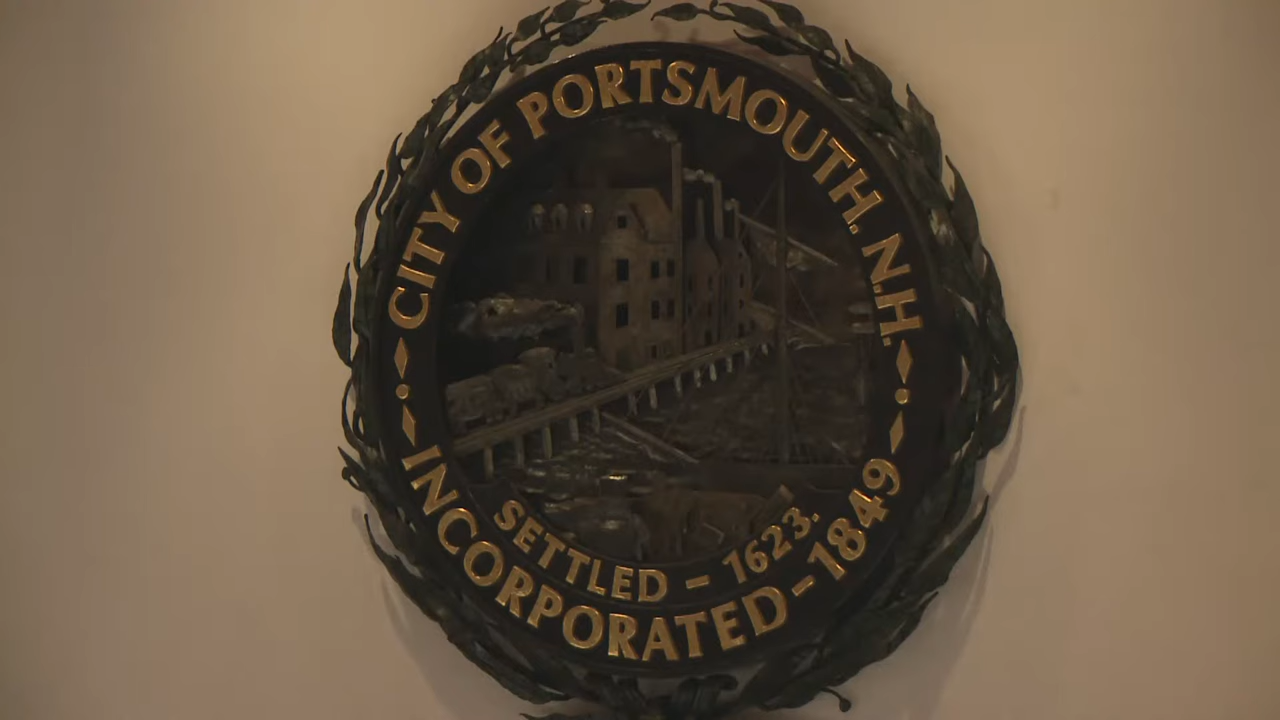 CITY OF PORTSMOUTH. N.H.
SETTLED - 1623.
INCORPORATED - 1849